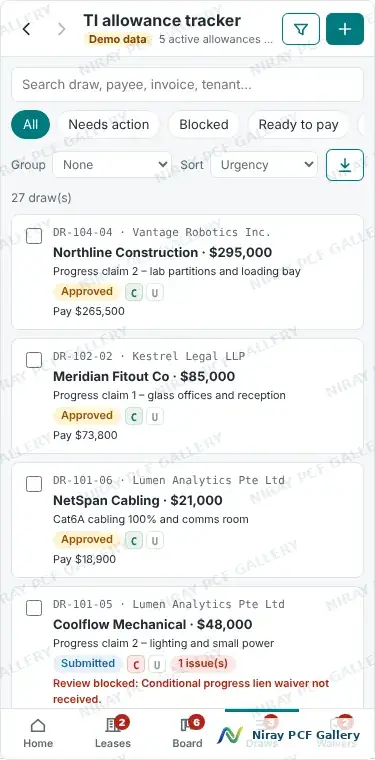 TI allowance tracker
Demo data 5 active allowances ...
Search draw, payee, invoice, tenant...
All Needs action Blocked Ready to pay
Group None Sort Urgency
27 draw(s)
DR-104-04 · Vantage Robotics Inc.
Northline Construction · $295,000
Progress claim 2 – lab partitions and loading bay
Approved C U
Pay $265,500
DR-102-02 · Kestrel Legal LLP
Meridian Fitout Co · $85,000
Progress claim 1 – glass offices and reception
Approved C U
Pay $73,800
DR-101-06 · Lumen Analytics Pte Ltd
NetSpan Cabling · $21,000
Cat6A cabling 100% and comms room
Approved C U
Pay $18,900
DR-101-05 · Lumen Analytics Pte Ltd
Coolflow Mechanical · $48,000
Progress claim 2 – lighting and small power
Submitted C U 1 issue(s)
Review blocked: Conditional progress lien waiver not
received.
2 6
Home Leases Board Draws Waivers
Niray PCF Gallery
NIRAY PCF GALLERY